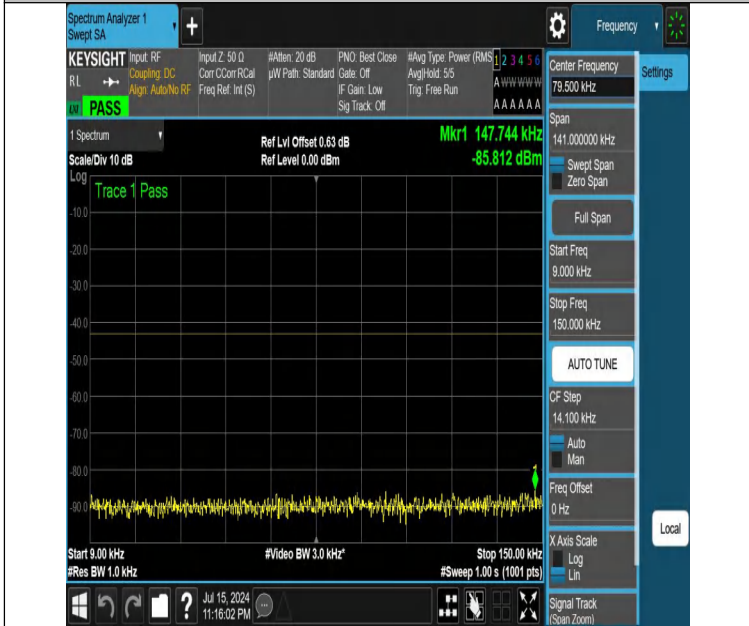 Spectrum Analyzer 1
Swept SA
+
Frequency
KEYSIGHT
RL
PASS
Input: RF
Coupling: DC
Align: Auto/No RF
Input Z: 50 Ω
Corr CCorr RCal
Freq Ref: Int (S)
#Atten: 20 dB
µW Path: Standard
PNO: Best Close
Gate: Off
IF Gain: Low
Sig Track: Off
#Avg Type: Power (RMS
Avg|Hold: 5/5
Trig: Free Run
1 2 3 4 5 6
A W W W W W
A A A A A A
1 Spectrum
Scale/Div 10 dB
Ref Lvl Offset 0.63 dB
Ref Level 0.00 dBm
Mkr1 147.744 kHz
-85.812 dBm
Log
Trace 1 Pass
-10.0
-20.0
-30.0
-40.0
-50.0
-60.0
-70.0
-80.0
-90.0
1
Start 9.00 kHz
#Res BW 1.0 kHz
#Video BW 3.0 kHz*
Stop 150.00 kHz
#Sweep 1.00 s (1001 pts)
?
Jul 15, 2024
11:16:02 PM
Center Frequency
79.500 kHz
Span
141.000000 kHz
Swept Span
Zero Span
Full Span
Start Freq
9.000 kHz
Stop Freq
150.000 kHz
AUTO TUNE
CF Step
14.100 kHz
Auto
Man
Freq Offset
0 Hz
X Axis Scale
Log
Lin
Signal Track
(Span Zoom)
Settings
Local